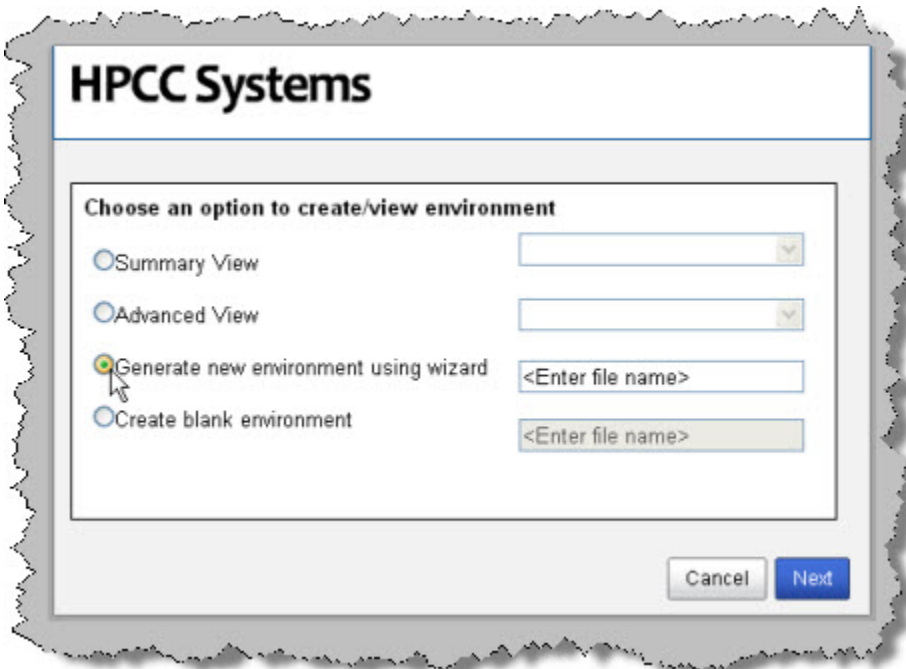 HPCC Systems
Choose an option to create/view environment
Summary View
Advanced View
Generate new environment using wizard
<Enter file name>
Create blank environment
<Enter file name>
Cancel
Next